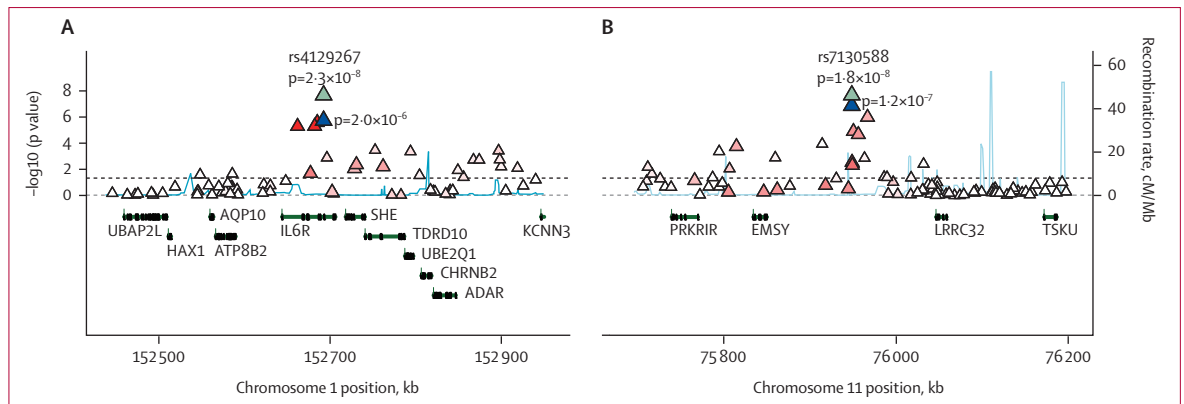 A
rs4129267
p=2·3×10⁻⁸
p=2·0×10⁻⁶
8
6
4
2
0
−log10 (p value)
UBAP2L
HAX1
AQP10
ATP8B2
IL6R
SHE
TDRD10
UBE2Q1
CHRNB2
ADAR
KCNN3
152 500
152 700
152 900
Chromosome 1 position, kb
B
rs7130588
p=1·8×10⁻⁸
p=1·2×10⁻⁷
60
40
20
0
Recombination rate, cM/Mb
PRKRIR
EMSY
LRRC32
TSKU
75 800
76 000
76 200
Chromosome 11 position, kb